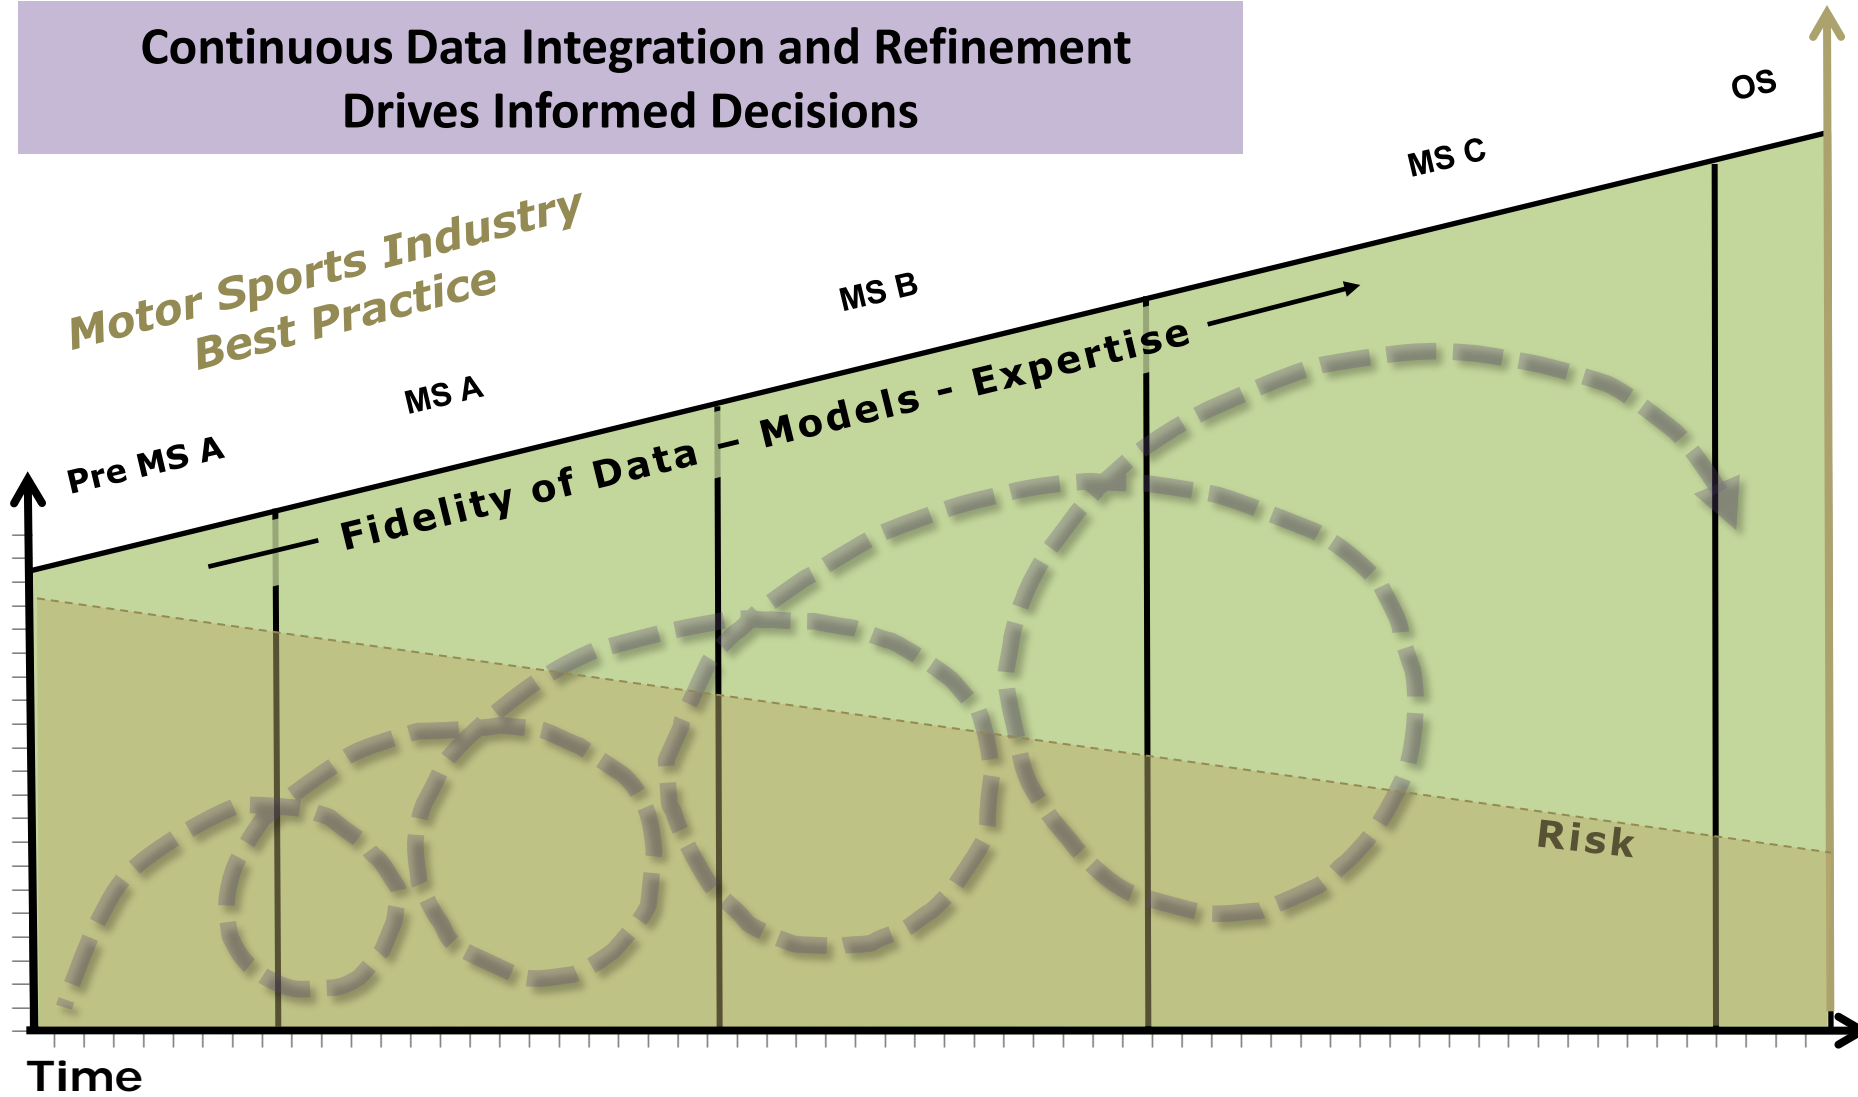 Continuous Data Integration and Refinement
Drives Informed Decisions
OS
MS C
Motor Sports Industry
Best Practice
MS B
MS A
Pre MS A
Fidelity of Data – Models - Expertise
Risk
Time